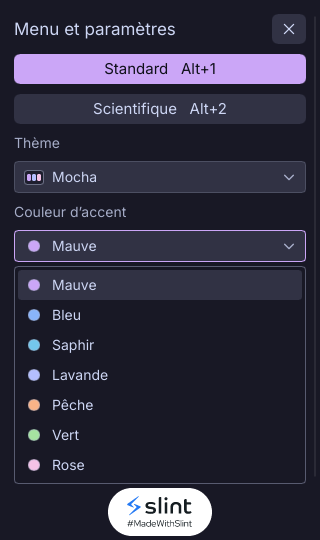 Menu et paramètres
Standard Alt+1
Scientifique Alt+2
Thème
Mocha
Couleur d’accent
Mauve
Mauve
Bleu
Saphir
Lavande
Pêche
Vert
Rose
slint
#MadeWithSlint